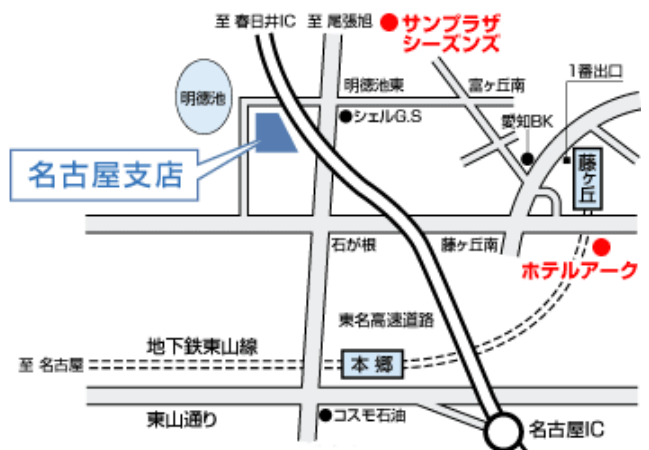 至 春日井IC
至 尾張旭
サンプラザ
シーズンズ
明徳池
明徳池東
富ヶ丘南
1番出口
シェルG.S
愛知BK
名古屋支店
藤ヶ丘
石が根
藤ヶ丘南
ホテルアーク
東名高速道路
地下鉄東山線
至 名古屋
本郷
東山通り
コスモ石油
名古屋IC